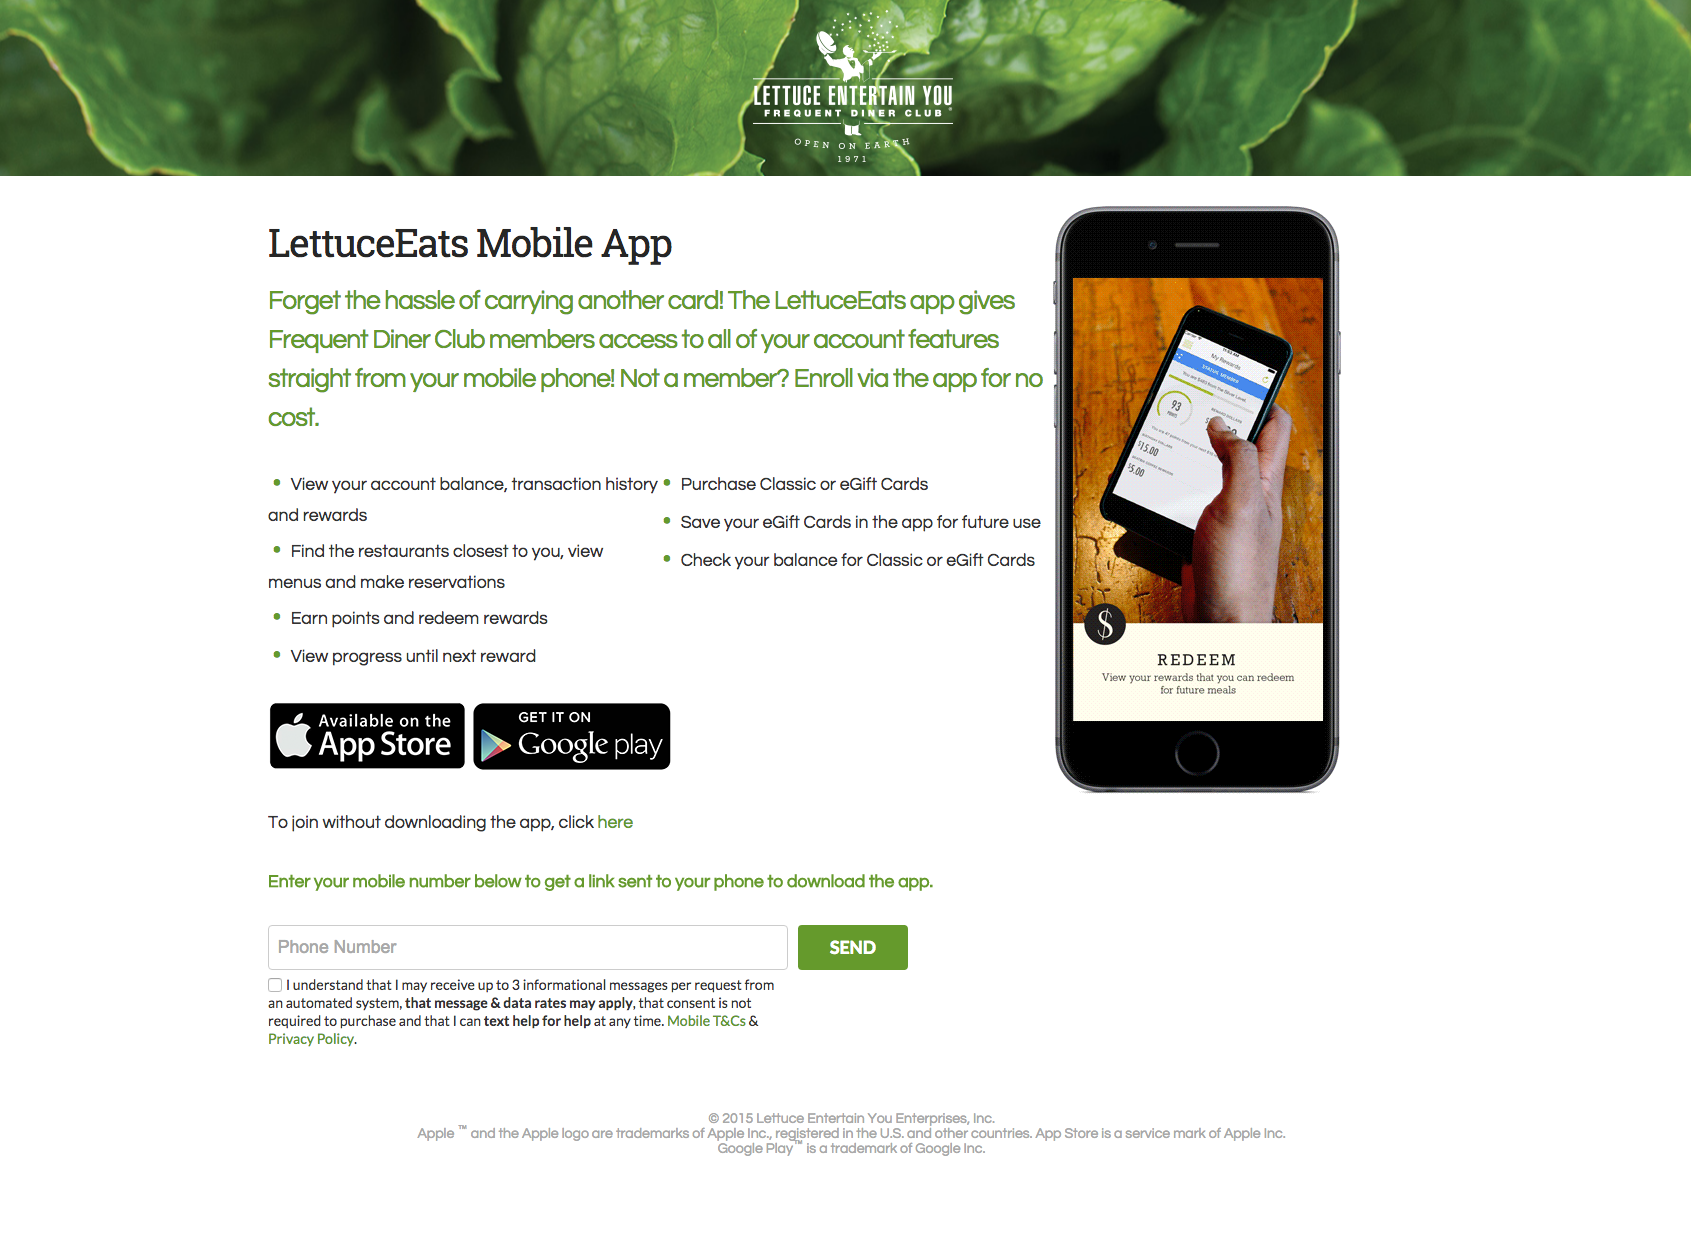 LETTUCE ENTERTAIN YOU
FREQUENT DINER CLUB
OPEN ON EARTH
1971
LettuceEats Mobile App
Forget the hassle of carrying another card! The LettuceEats app gives
Frequent Diner Club members access to all of your account features
straight from your mobile phone! Not a member? Enroll via the app for no
cost.
• View your account balance, transaction history
and rewards
• Find the restaurants closest to you, view
menus and make reservations
• Earn points and redeem rewards
• View progress until next reward
• Purchase Classic or eGift Cards
• Save your eGift Cards in the app for future use
• Check your balance for Classic or eGift Cards
My Rewards
STATUS: MEMBER
93
POINTS
$15.00
$5.00
$
REDEEM
View your rewards that you can redeem
for future meals
Available on the
App Store
GET IT ON
Google play
To join without downloading the app, click here
Enter your mobile number below to get a link sent to your phone to download the app.
Phone Number
SEND
I understand that I may receive up to 3 informational messages per request from
an automated system, that message & data rates may apply, that consent is not
required to purchase and that I can text help for help at any time. Mobile T&Cs &
Privacy Policy.
© 2015 Lettuce Entertain You Enterprises, Inc.
Apple ™ and the Apple logo are trademarks of Apple Inc., registered in the U.S. and other countries. App Store is a service mark of Apple Inc.
Google Play™ is a trademark of Google Inc.